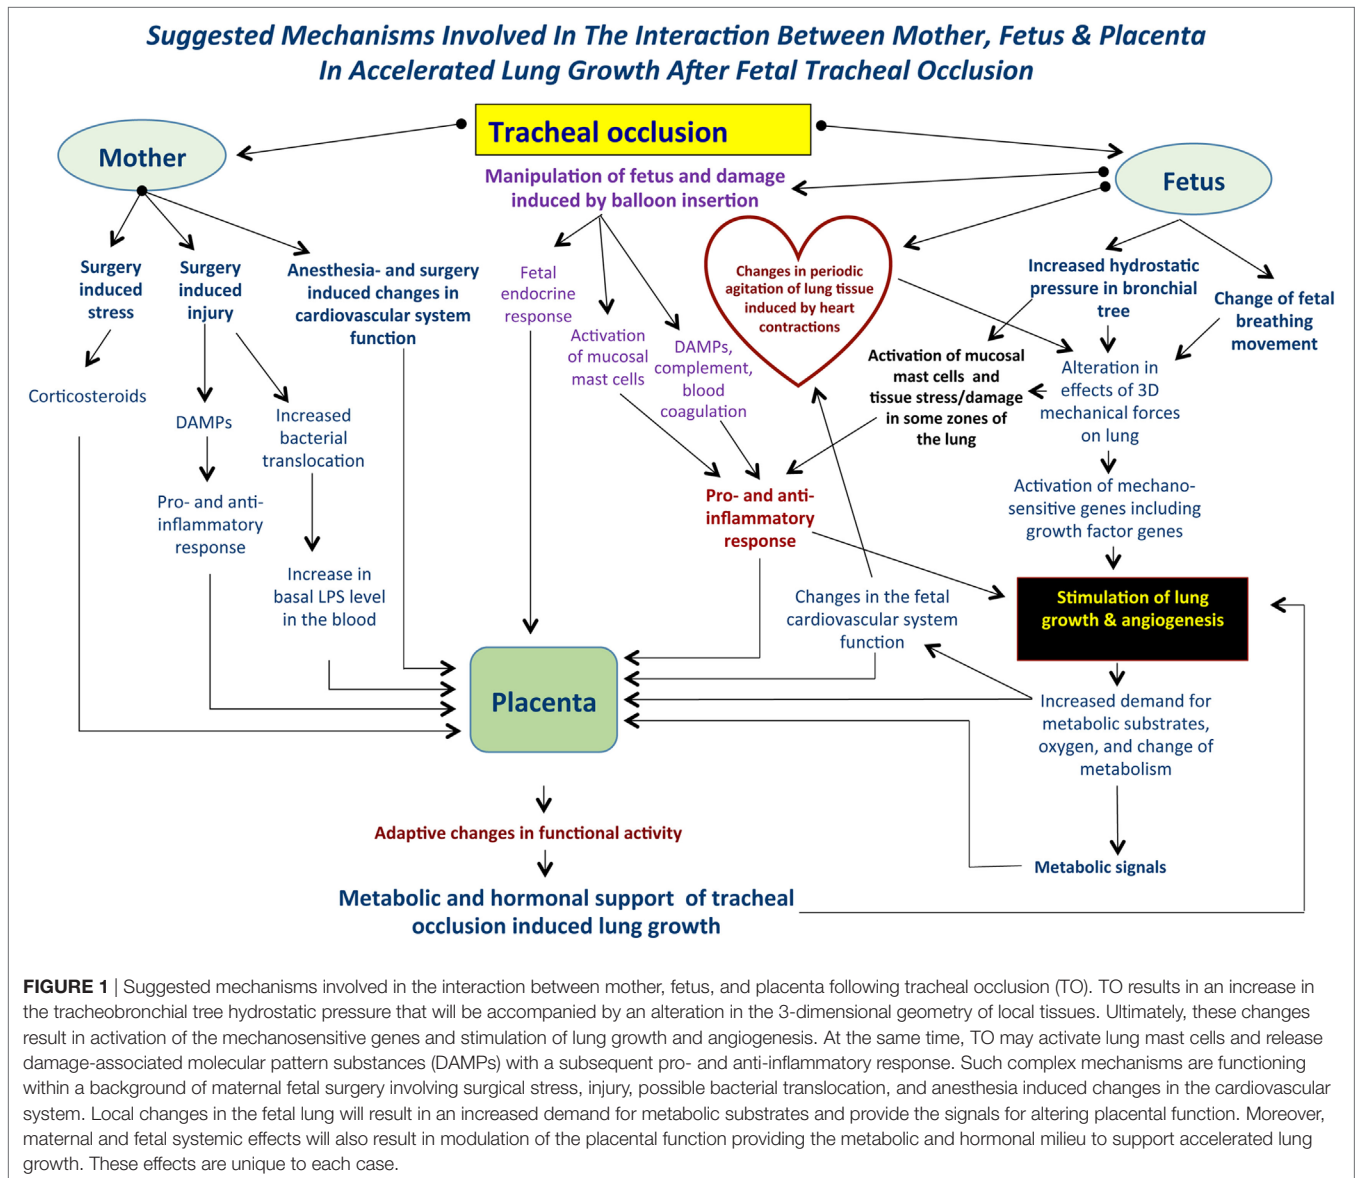 Suggested Mechanisms Involved In The Interaction Between Mother, Fetus & Placenta
In Accelerated Lung Growth After Fetal Tracheal Occlusion
Tracheal occlusion
Mother
Fetus
Manipulation of fetus and damage
induced by balloon insertion
Surgery
induced
stress
Surgery
induced
injury
Anesthesia- and surgery
induced changes in
cardiovascular system
function
Fetal
endocrine
response
Activation
of mucosal
mast cells
DAMPs,
complement,
blood
coagulation
Changes in periodic
agitation of lung tissue
induced by heart
contractions
Increased hydrostatic
pressure in bronchial
tree
Change of fetal
breathing
movement
Activation of mucosal
mast cells and
tissue stress/damage
in some zones of
the lung
Alteration in
effects of 3D
mechanical forces
on lung
Corticosteroids
DAMPs
Increased
bacterial
translocation
Pro- and anti-
inflammatory
response
Increase in
basal LPS level
in the blood
Pro- and anti-
inflammatory
response
Activation of mechano-
sensitive genes including
growth factor genes
Changes in the fetal
cardiovascular system
function
Stimulation of lung
growth & angiogenesis
Placenta
Increased demand for
metabolic substrates,
oxygen, and change of
metabolism
Adaptive changes in functional activity
Metabolic signals
Metabolic and hormonal support of tracheal
occlusion induced lung growth
FIGURE 1 | Suggested mechanisms involved in the interaction between mother, fetus, and placenta following tracheal occlusion (TO). TO results in an increase in
the tracheobronchial tree hydrostatic pressure that will be accompanied by an alteration in the 3-dimensional geometry of local tissues. Ultimately, these changes
result in activation of the mechanosensitive genes and stimulation of lung growth and angiogenesis. At the same time, TO may activate lung mast cells and release
damage-associated molecular pattern substances (DAMPs) with a subsequent pro- and anti-inflammatory response. Such complex mechanisms are functioning
within a background of maternal fetal surgery involving surgical stress, injury, possible bacterial translocation, and anesthesia induced changes in the cardiovascular
system. Local changes in the fetal lung will result in an increased demand for metabolic substrates and provide the signals for altering placental function. Moreover,
maternal and fetal systemic effects will also result in modulation of the placental function providing the metabolic and hormonal milieu to support accelerated lung
growth. These effects are unique to each case.